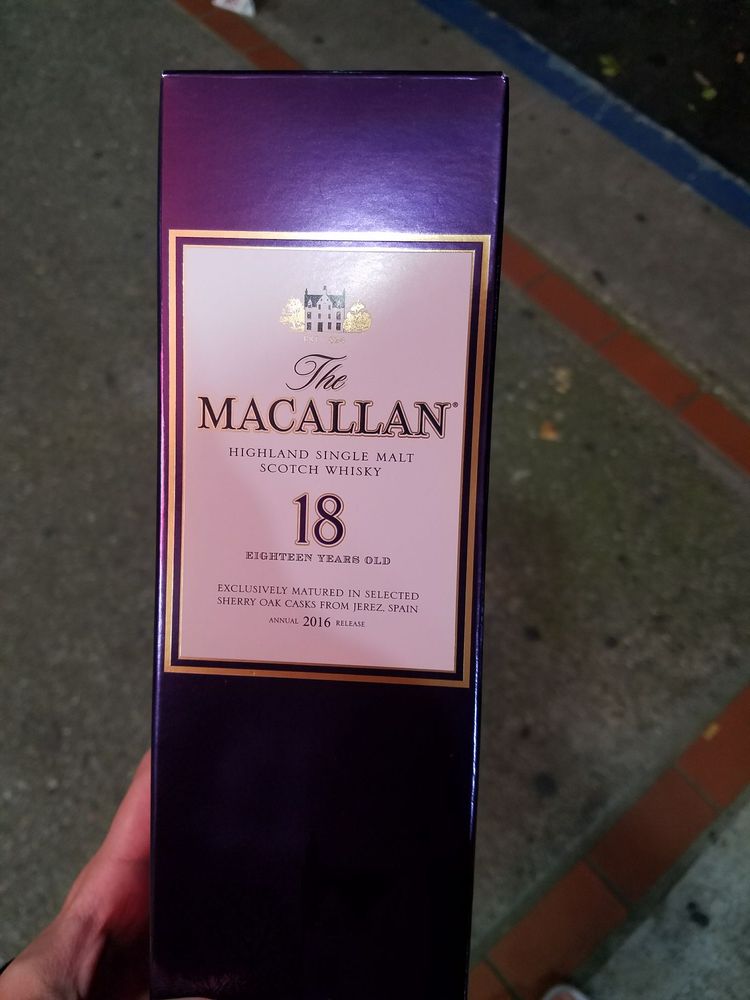 The
MACALLAN®
HIGHLAND SINGLE MALT
SCOTCH WHISKY
18
EIGHTEEN YEARS OLD
EXCLUSIVELY MATURED IN SELECTED
SHERRY OAK CASKS FROM JEREZ, SPAIN
ANNUAL 2016 RELEASE